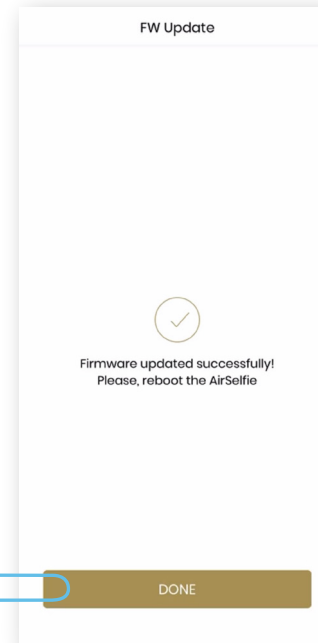 FW Update
Firmware updated successfully!
Please, reboot the AirSelfie
DONE